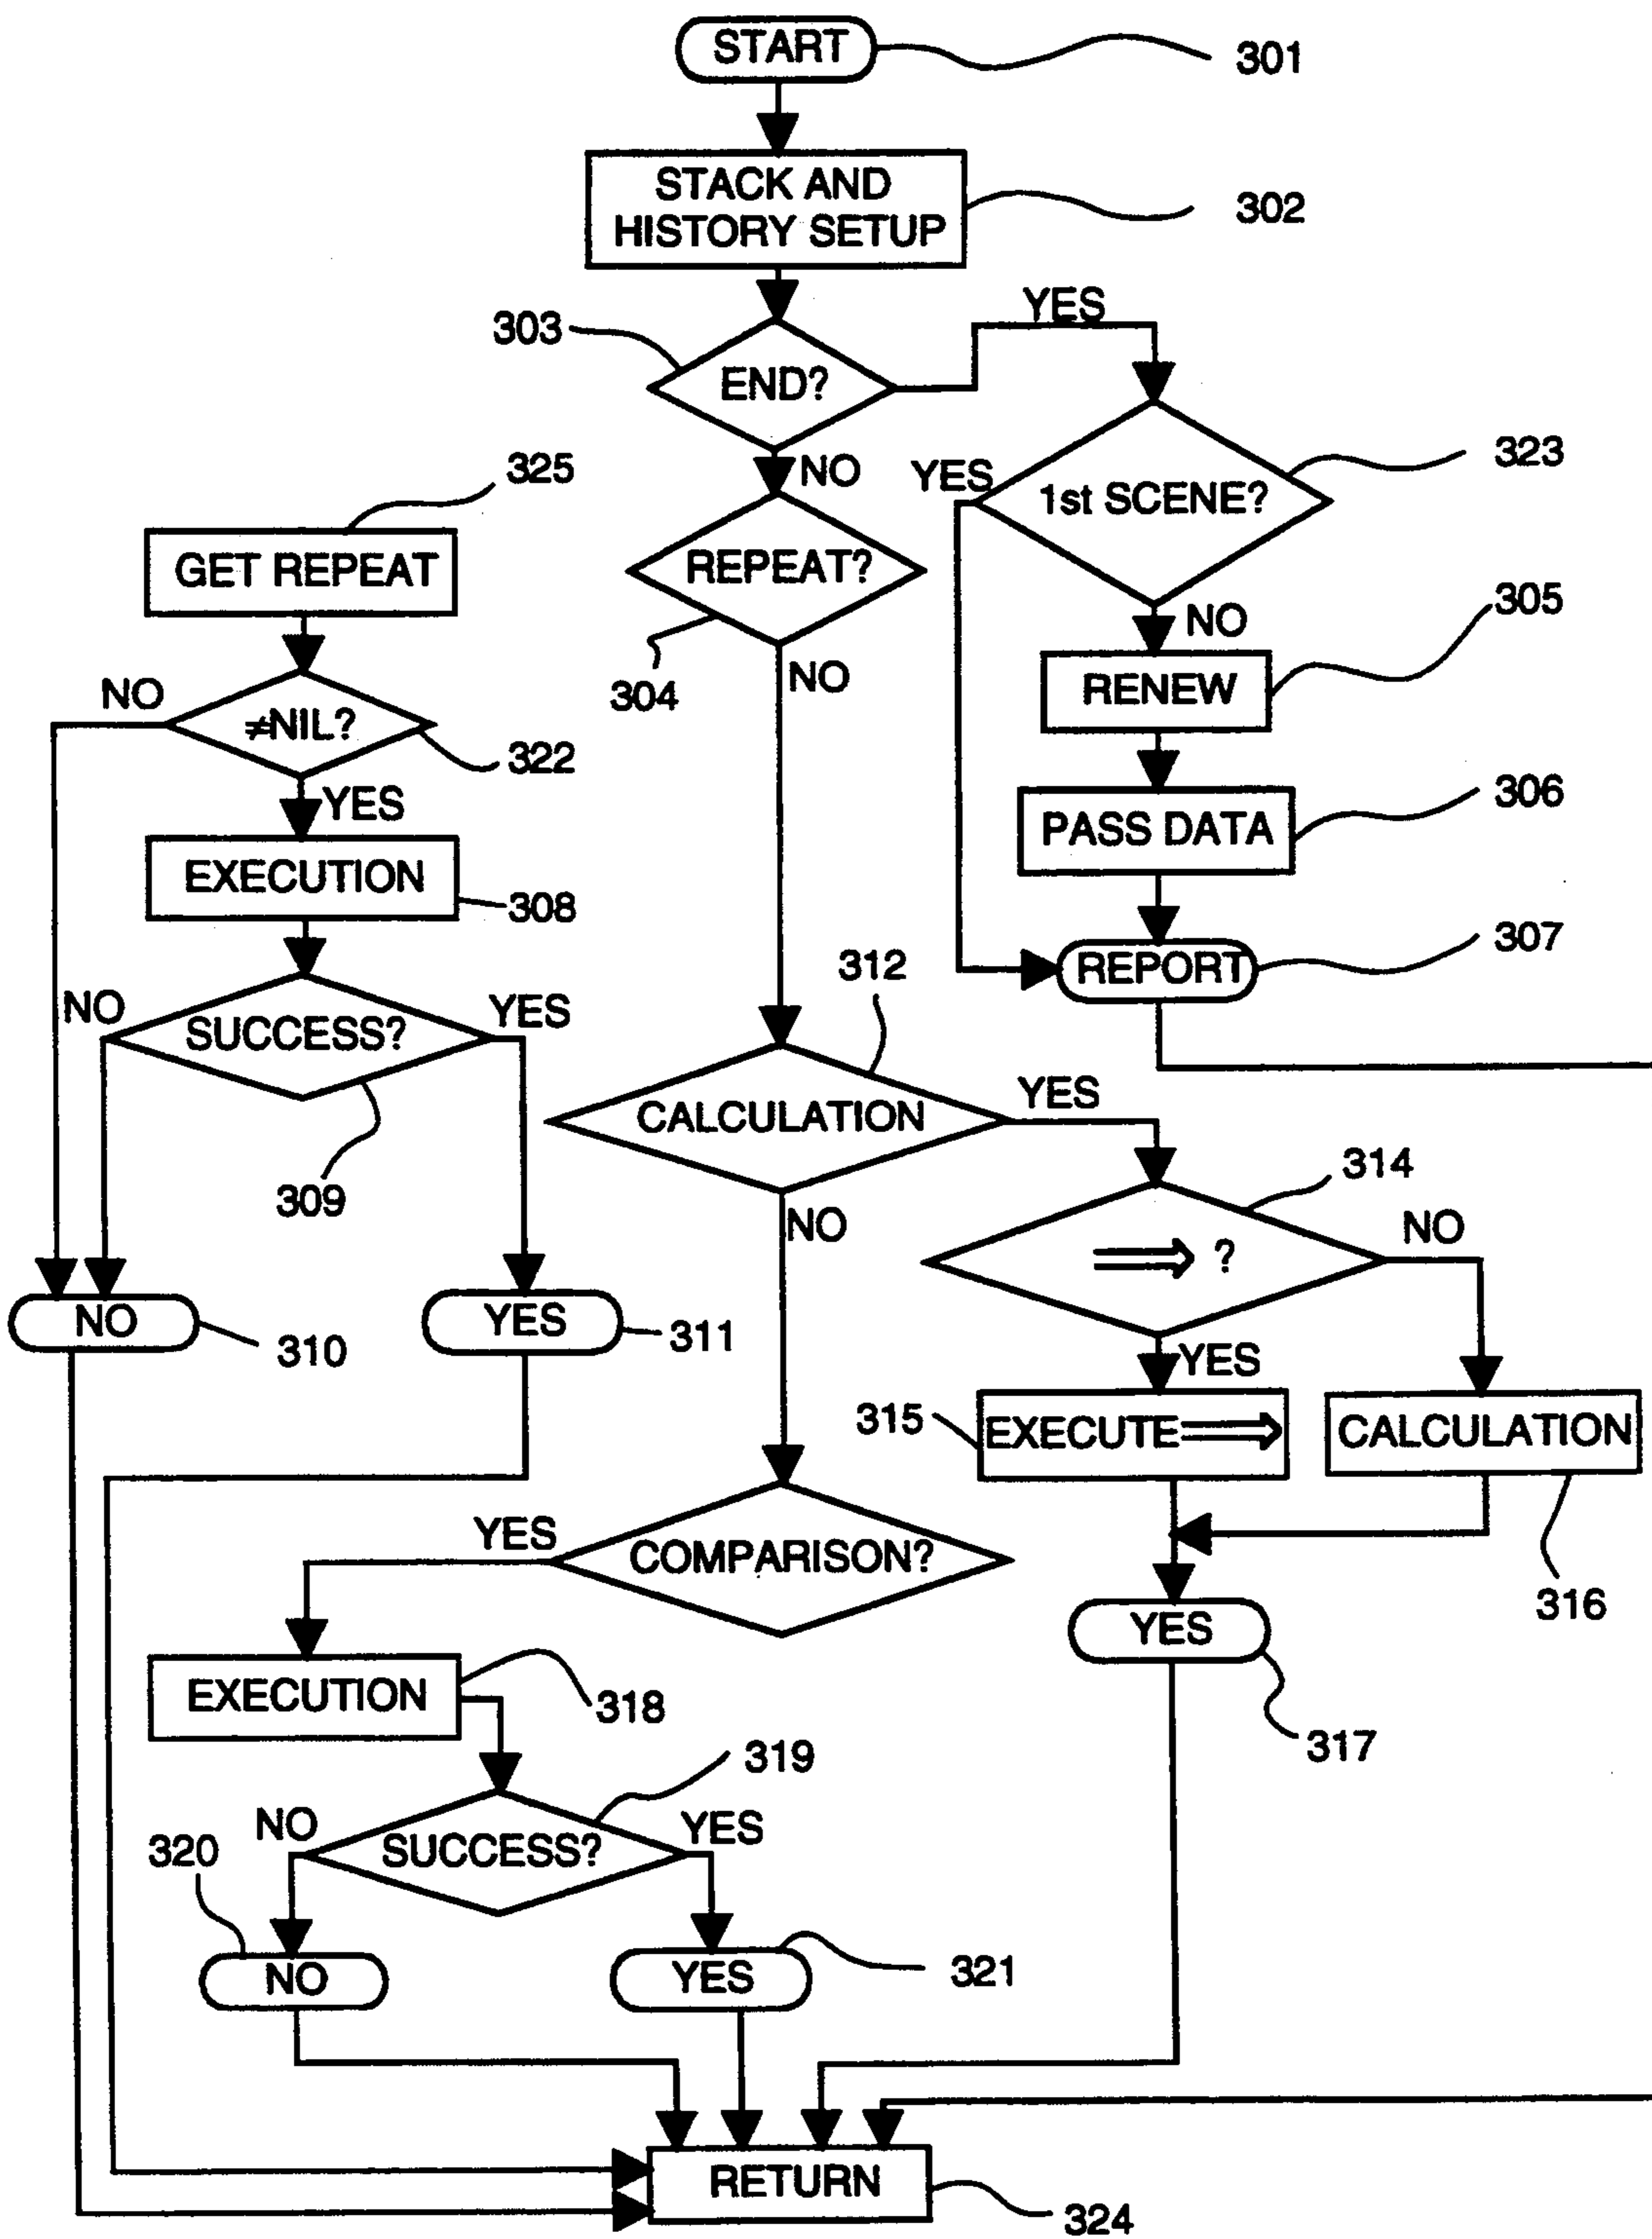 START
301
STACK AND
HISTORY SETUP
302
YES
303
END?
325
NO
YES
1st SCENE?
323
GET REPEAT
REPEAT?
NO
305
304
NO
RENEW
NO
≠NIL?
322
YES
306
PASS DATA
EXECUTION
308
307
REPORT
312
NO
SUCCESS?
YES
CALCULATION
YES
309
314
NO
⟹ ?
NO
NO
310
YES
311
YES
315
EXECUTE⟹
CALCULATION
YES
COMPARISON?
316
YES
EXECUTION
318
317
319
NO
SUCCESS?
YES
320
NO
YES
321
RETURN
324